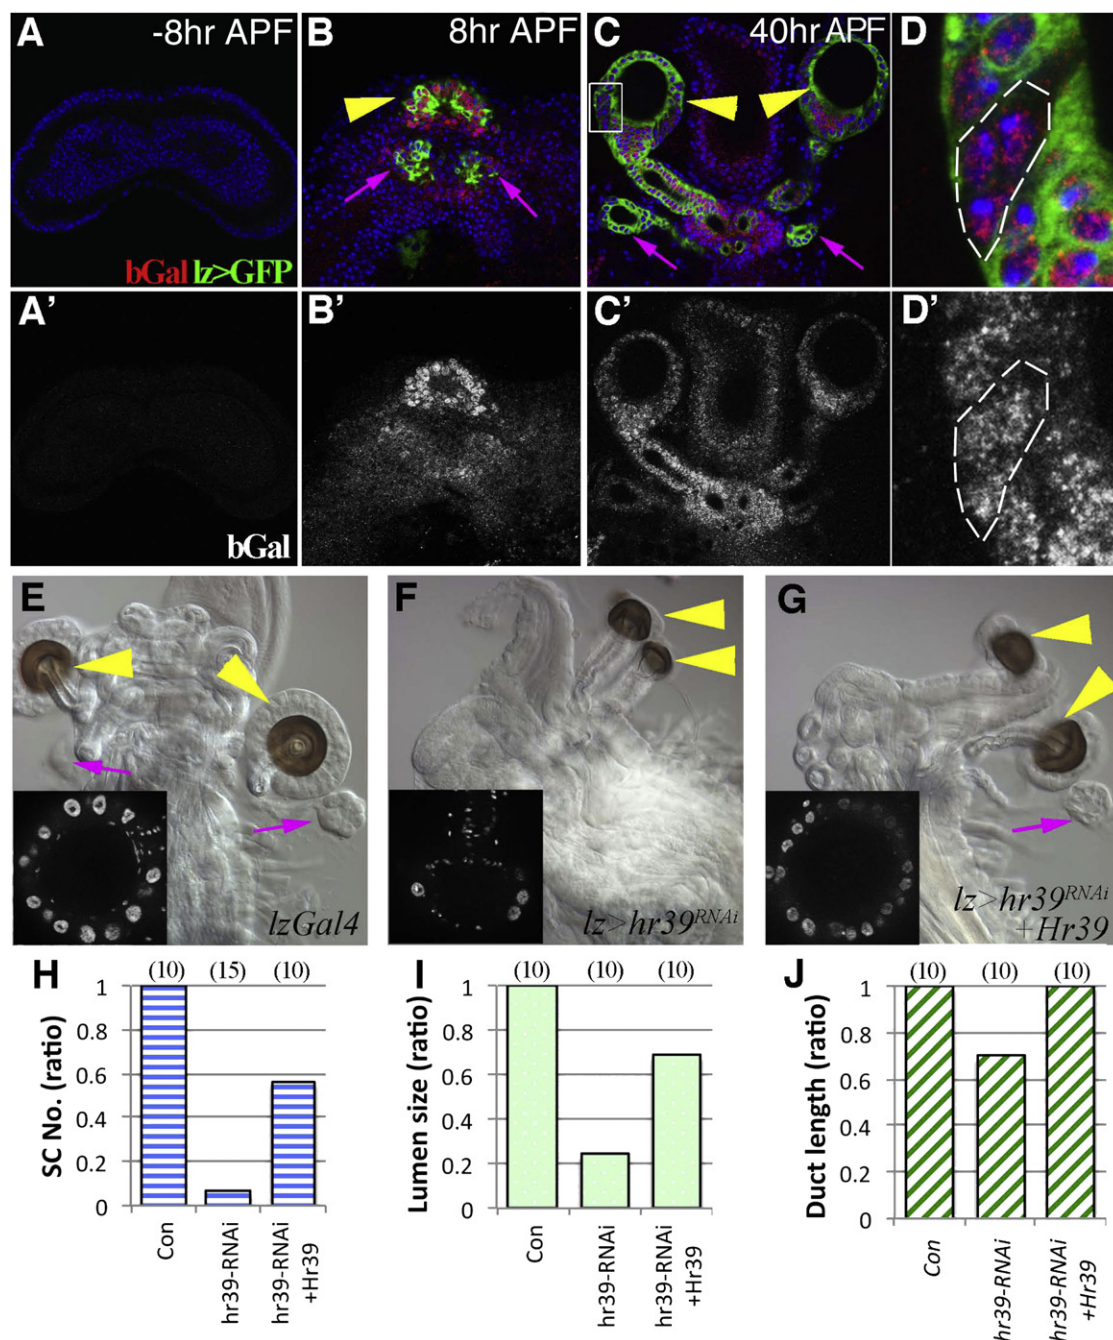 A
-8hr APF
B
8hr APF
C
40hr APF
D
bGal lz>GFP
A’
B’
C’
D’
bGal
E
F
G
lzGal4
lz>hr39RNAi
lz>hr39RNAi
+Hr39
H
(10)
(15)
(10)
SC No. (ratio)
1
0.8
0.6
0.4
0.2
0
Con
hr39-RNAi
hr39-RNAi
+Hr39
I
(10)
(10)
(10)
Lumen size (ratio)
1
0.8
0.6
0.4
0.2
0
Con
hr39-RNAi
hr39-RNAi
+Hr39
J
(10)
(10)
(10)
Duct length (ratio)
1
0.8
0.6
0.4
0.2
0
Con
hr39-RNAi
hr39-RNAi
+Hr39